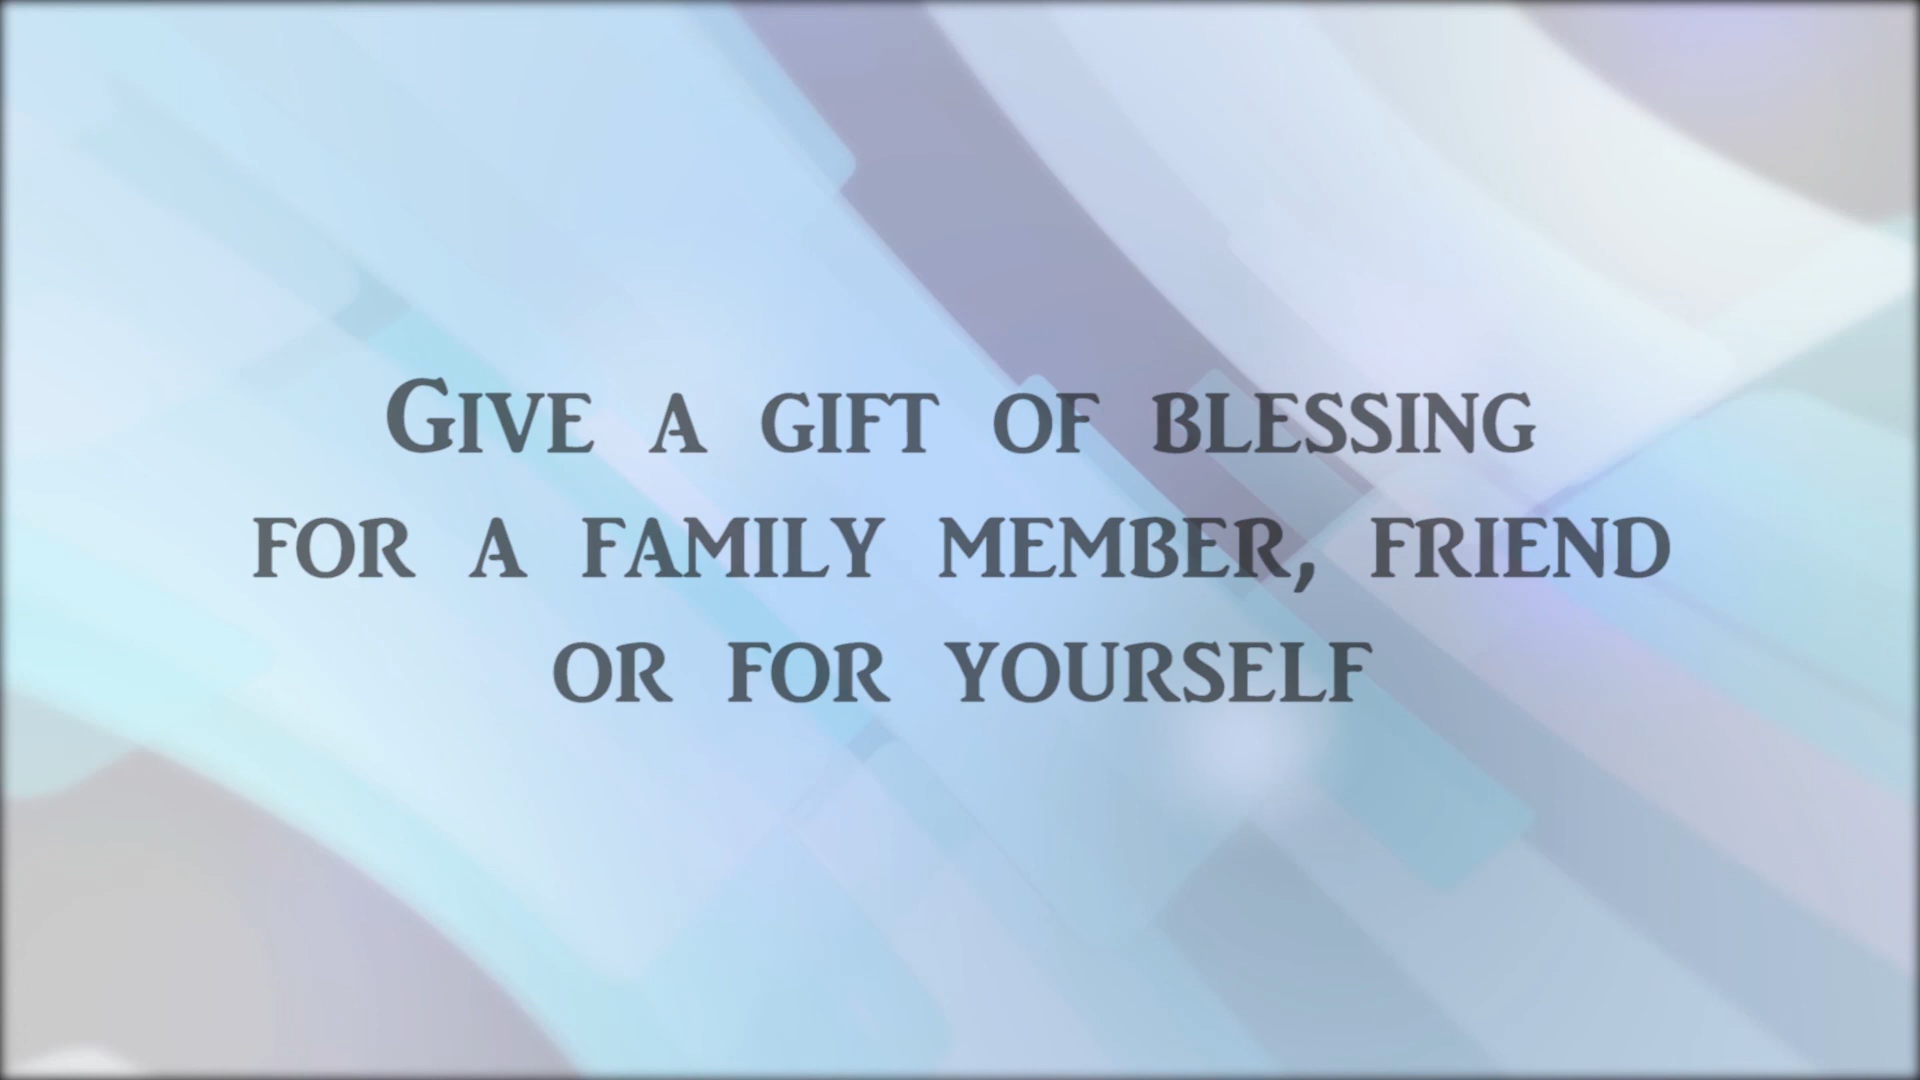 Give a gift of blessing
for a family member, friend
or for yourself